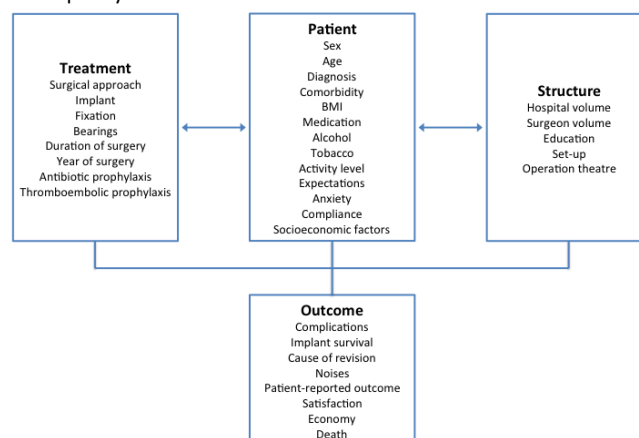 Treatment
Surgical approach
Implant
Fixation
Bearings
Duration of surgery
Year of surgery
Antibiotic prophylaxis
Thromboembolic prophylaxis
Patient
Sex
Age
Diagnosis
Comorbidity
BMI
Medication
Alcohol
Tobacco
Activity level
Expectations
Anxiety
Compliance
Socioeconomic factors
Structure
Hospital volume
Surgeon volume
Education
Set-up
Operation theatre
Outcome
Complications
Implant survival
Cause of revision
Noises
Patient-reported outcome
Satisfaction
Economy
Death